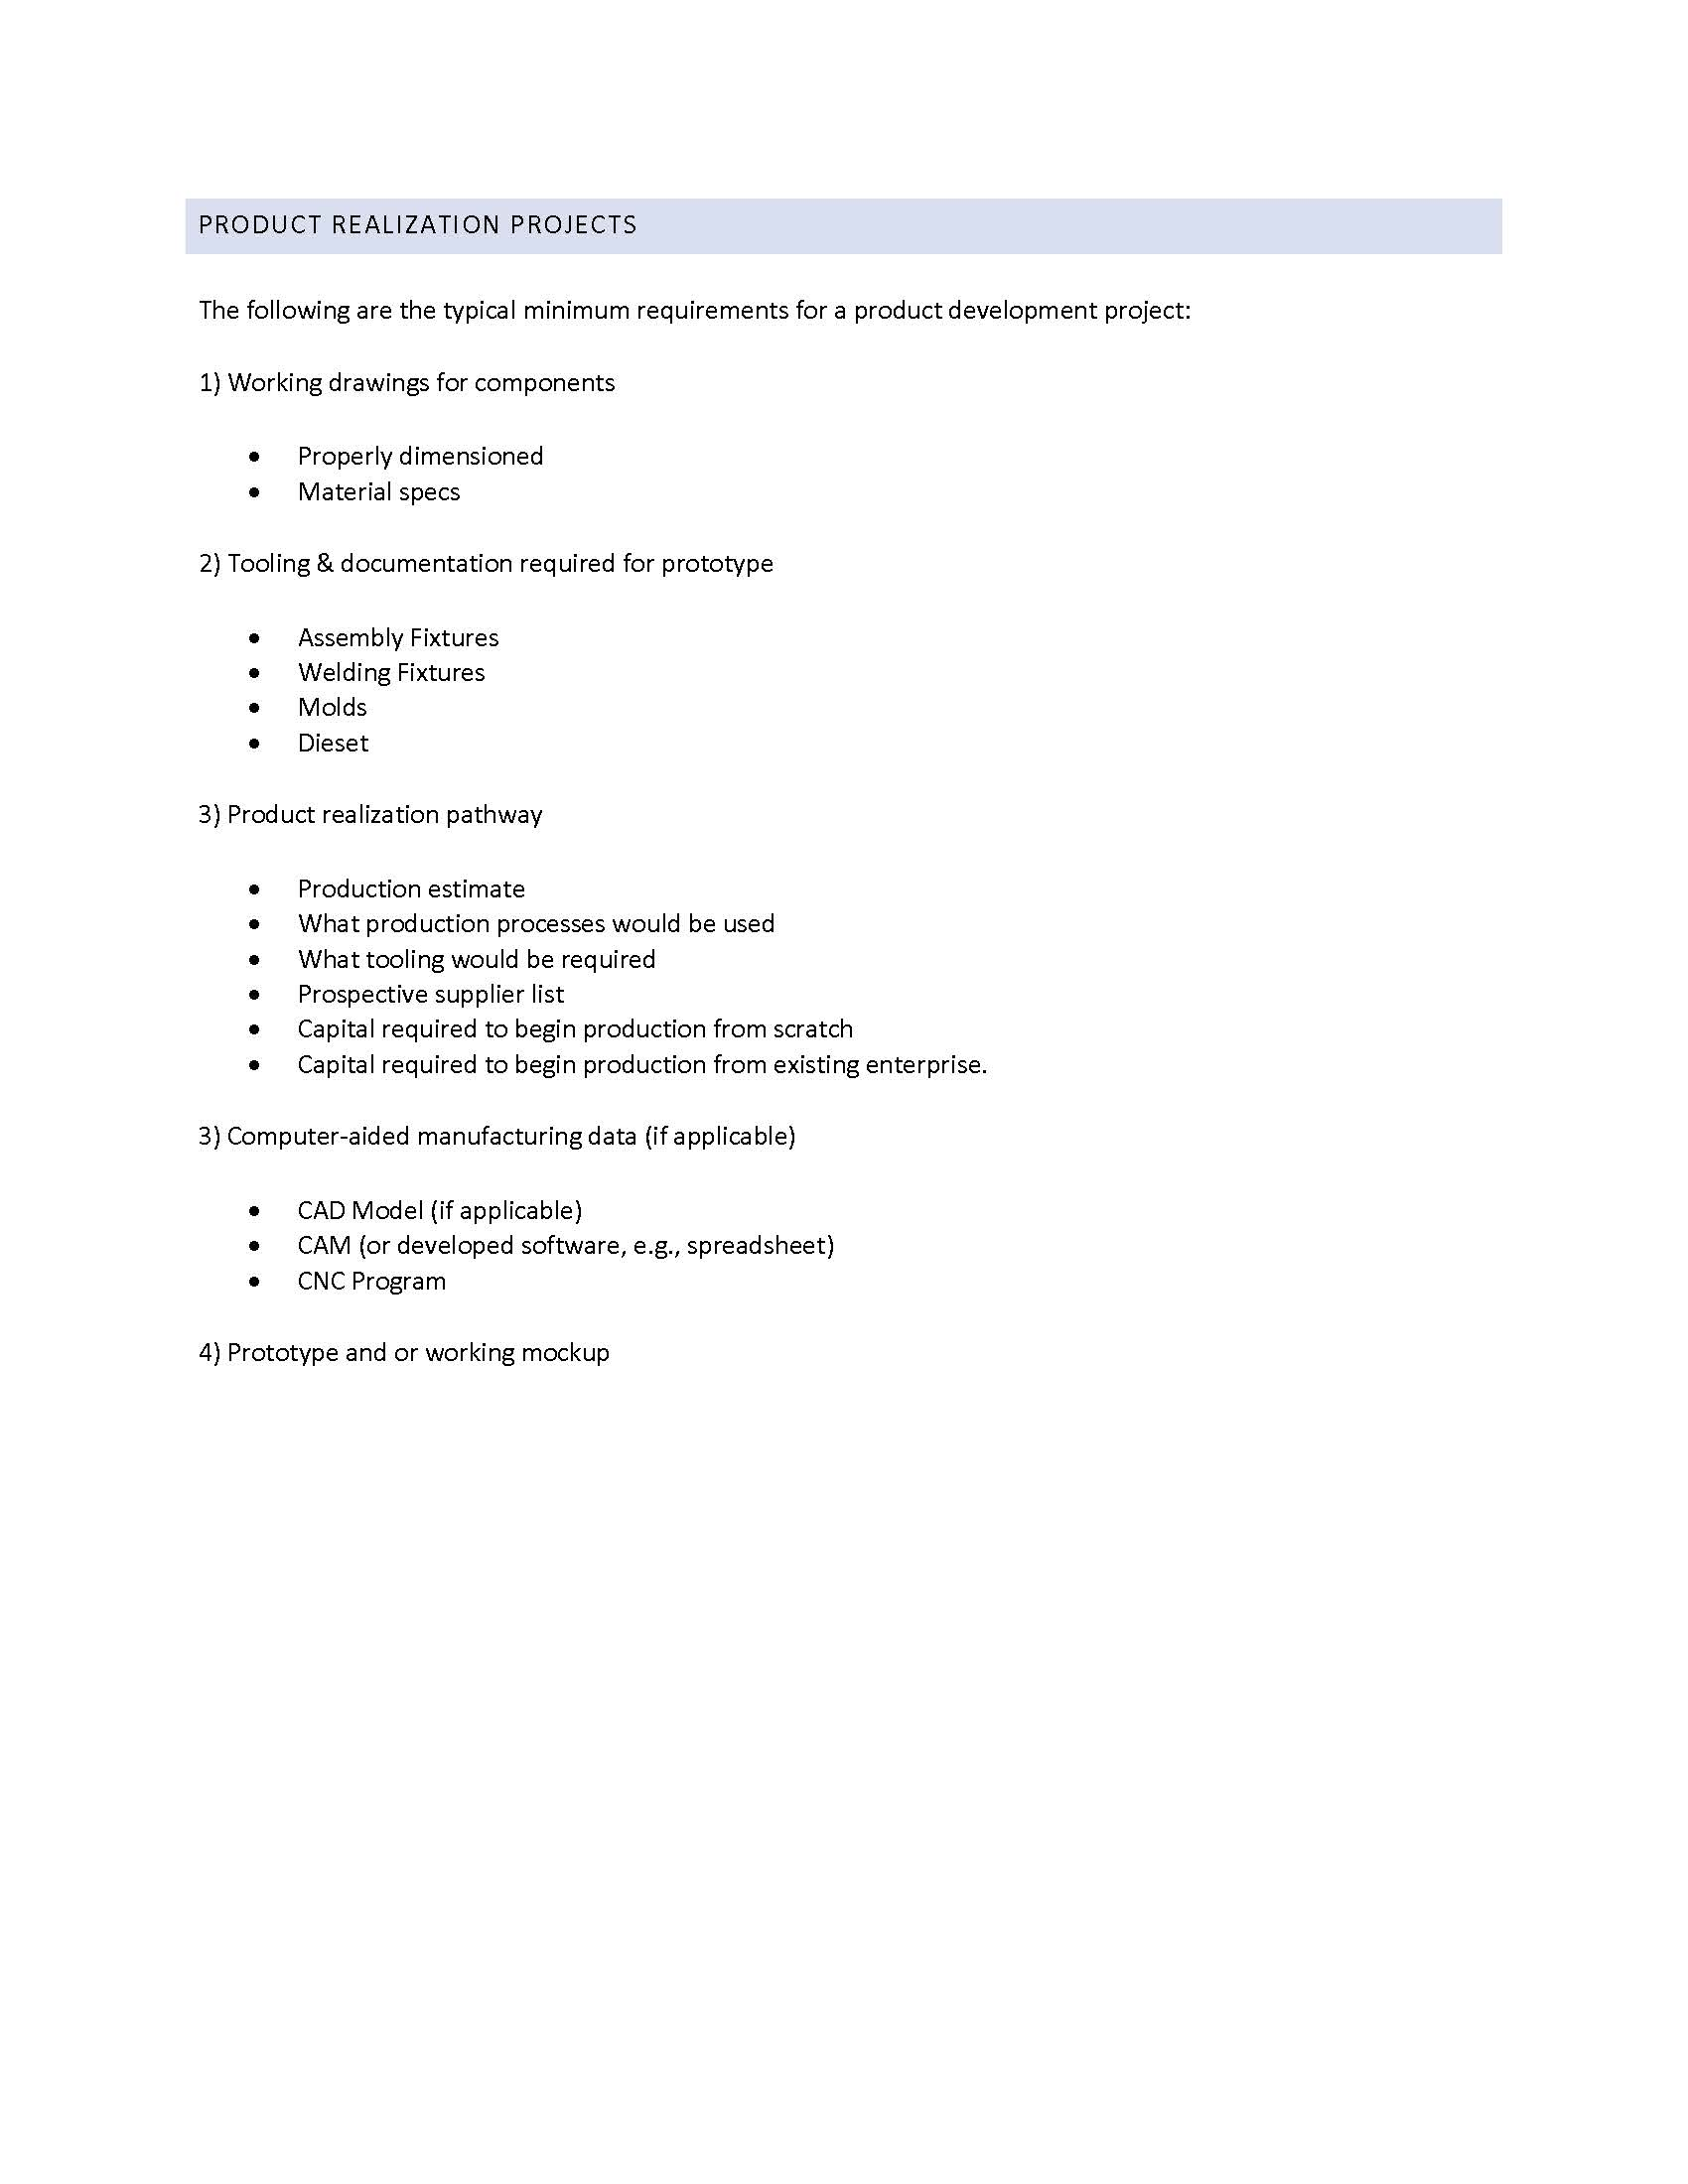 PRODUCT REALIZATION PROJECTS
The following are the typical minimum requirements for a product development project:
1) Working drawings for components
• Properly dimensioned
• Material specs
2) Tooling & documentation required for prototype
• Assembly Fixtures
• Welding Fixtures
• Molds
• Dieset
3) Product realization pathway
• Production estimate
• What production processes would be used
• What tooling would be required
• Prospective supplier list
• Capital required to begin production from scratch
• Capital required to begin production from existing enterprise.
3) Computer-aided manufacturing data (if applicable)
• CAD Model (if applicable)
• CAM (or developed software, e.g., spreadsheet)
• CNC Program
4) Prototype and or working mockup